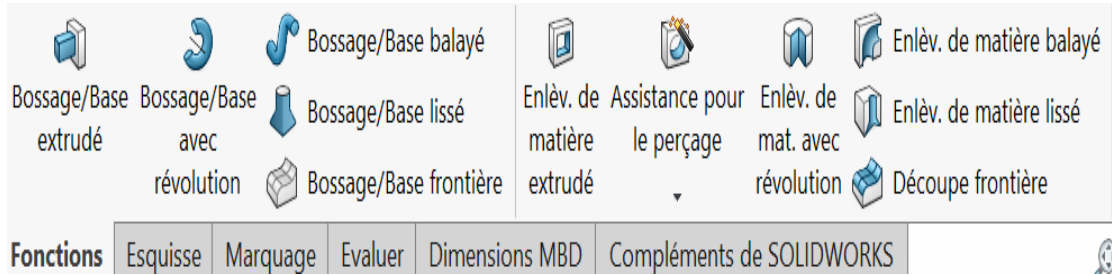 Bossage/Base
extrudé
Bossage/Base
avec
révolution
Bossage/Base balayé
Bossage/Base lissé
Bossage/Base frontière
Enlèv. de
matière
extrudé
Assistance pour
le perçage
Enlèv. de
mat. avec
révolution
Enlèv. de matière balayé
Enlèv. de matière lissé
Découpe frontière
Fonctions
Esquisse
Marquage
Evaluer
Dimensions MBD
Compléments de SOLIDWORKS